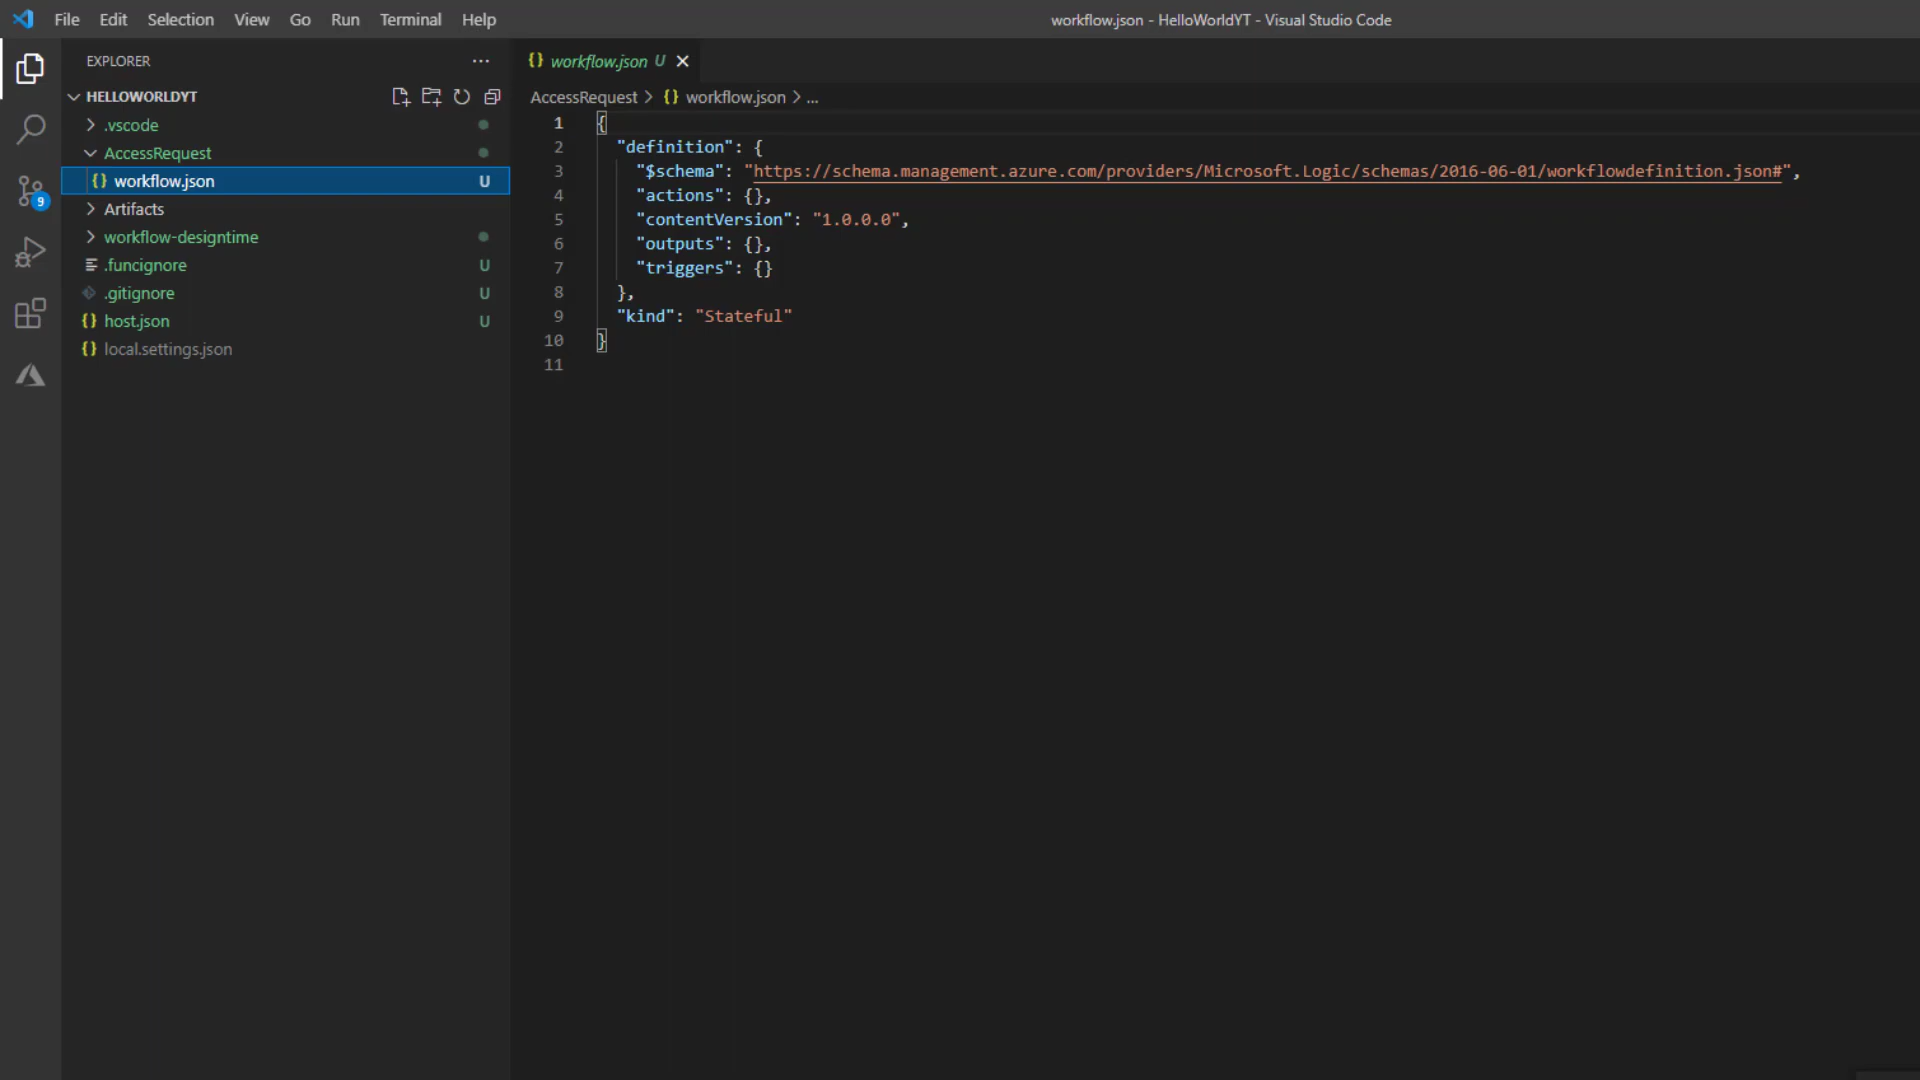 File Edit Selection View Go Run Terminal Help
workflow.json - HelloWorldYT - Visual Studio Code
EXPLORER ...
HELLOWORLDYT
.vscode
AccessRequest
{} workflow.json U
Artifacts
workflow-designtime
.funcignore U
.gitignore U
{} host.json U
{} local.settings.json
9
{} workflow.json U
AccessRequest > {} workflow.json > ...
1 {
2 "definition": {
3 "$schema": "https://schema.management.azure.com/providers/Microsoft.Logic/schemas/2016-06-01/workflowdefinition.json#",
4 "actions": {},
5 "contentVersion": "1.0.0.0",
6 "outputs": {},
7 "triggers": {}
8 },
9 "kind": "Stateful"
10 }
11